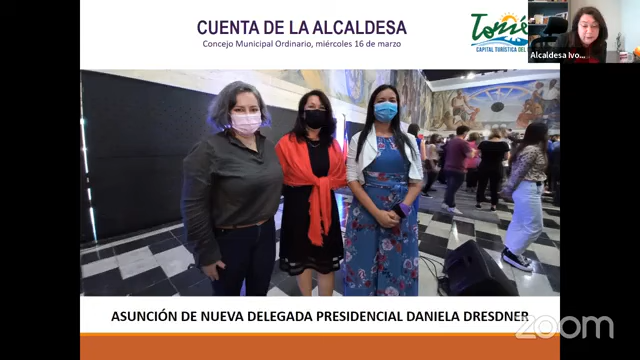 CUENTA DE LA ALCALDESA
Concejo Municipal Ordinario, miércoles 16 de marzo
Tomé
CAPITAL TURÍSTICA DEL
Alcaldesa Ivo...
ASUNCIÓN DE NUEVA DELEGADA PRESIDENCIAL DANIELA DRESDNER
zoom